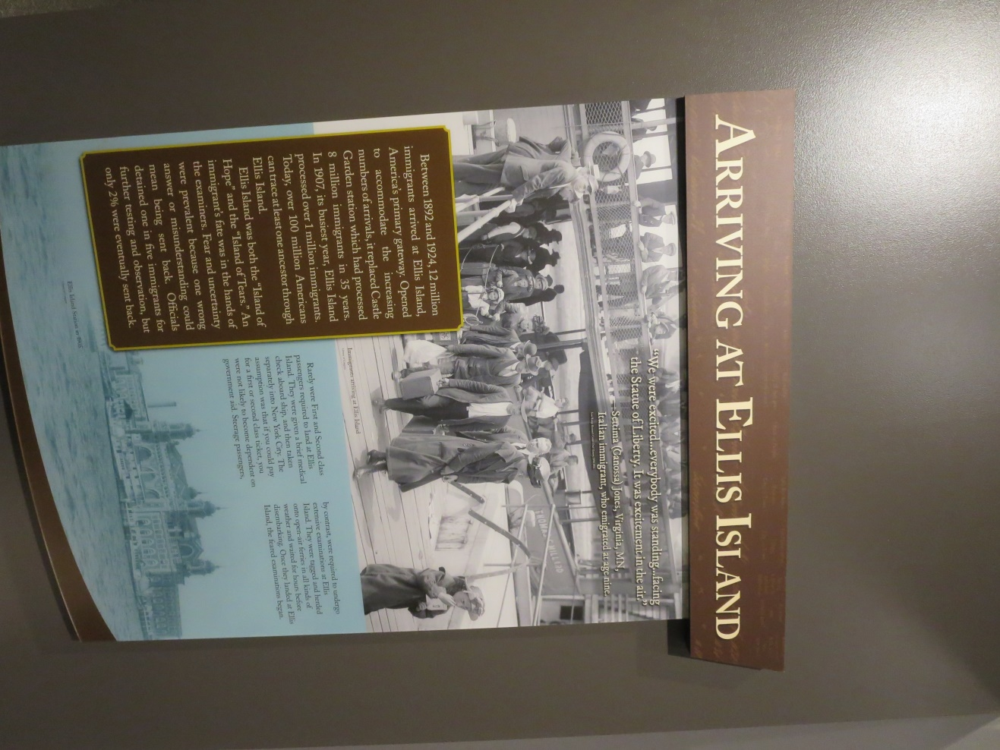 ARRIVING AT ELLIS ISLAND
“We were excited...everybody was standing...facing
the Statue of Liberty. It was excitement in the air.”
-Settima (Canossa) Jones, Virginia, MN,
Italian immigrant, who emigrated at age nine.
THOMAS MILLER
Between 1892 and 1924, 12 million
immigrants arrived at Ellis Island,
America's primary gateway. Opened
to accommodate the increasing
numbers of arrivals, it replaced Castle
Garden station which had processed
8 million immigrants in 35 years.
In 1907, its busiest year, Ellis Island
processed over 1 million immigrants.
Today, over 100 million Americans
can trace at least one ancestor through
Ellis Island.
Ellis Island was both the “Island of
Hope” and the “Island of Tears.” An
immigrant's fate was in the hands of
the examiners. Fear and uncertainty
were prevalent because one wrong
answer or misunderstanding could
mean being sent back. Officials
detained one in five immigrants for
further testing and observation, but
only 2% were eventually sent back.
Immigrants arriving at Ellis Island
Rarely were First and Second class
passengers required to land at Ellis
Island. They were given a brief medical
check aboard ship, and then taken
separately into New York City. The
assumption was that if you could pay
for a first or second class ticket, you
were not likely to become dependent on
government aid. Steerage passengers,
by contrast, were required to undergo
extensive examinations at Ellis
Island. They were tagged and herded
onto open-air ferries in all kinds of
weather and waited for hours before
disembarking. Once they landed at Ellis
Island, the feared examinations began.
Ellis Island Station in 1905